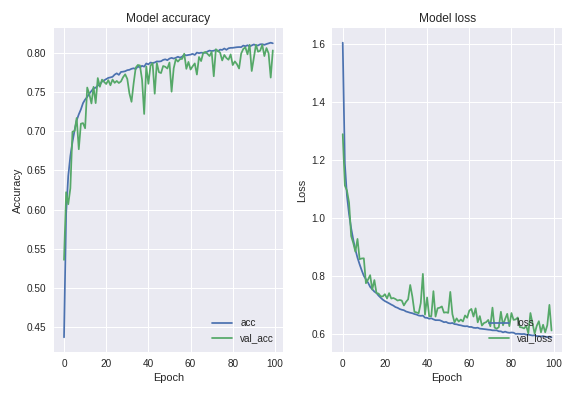 Model accuracy
Accuracy
0.80
0.75
0.70
0.65
0.60
0.55
0.50
0.45
0 20 40 60 80 100
Epoch
acc
val_acc
Model loss
Loss
1.6
1.4
1.2
1.0
0.8
0.6
0 20 40 60 80 100
Epoch
loss
val_loss